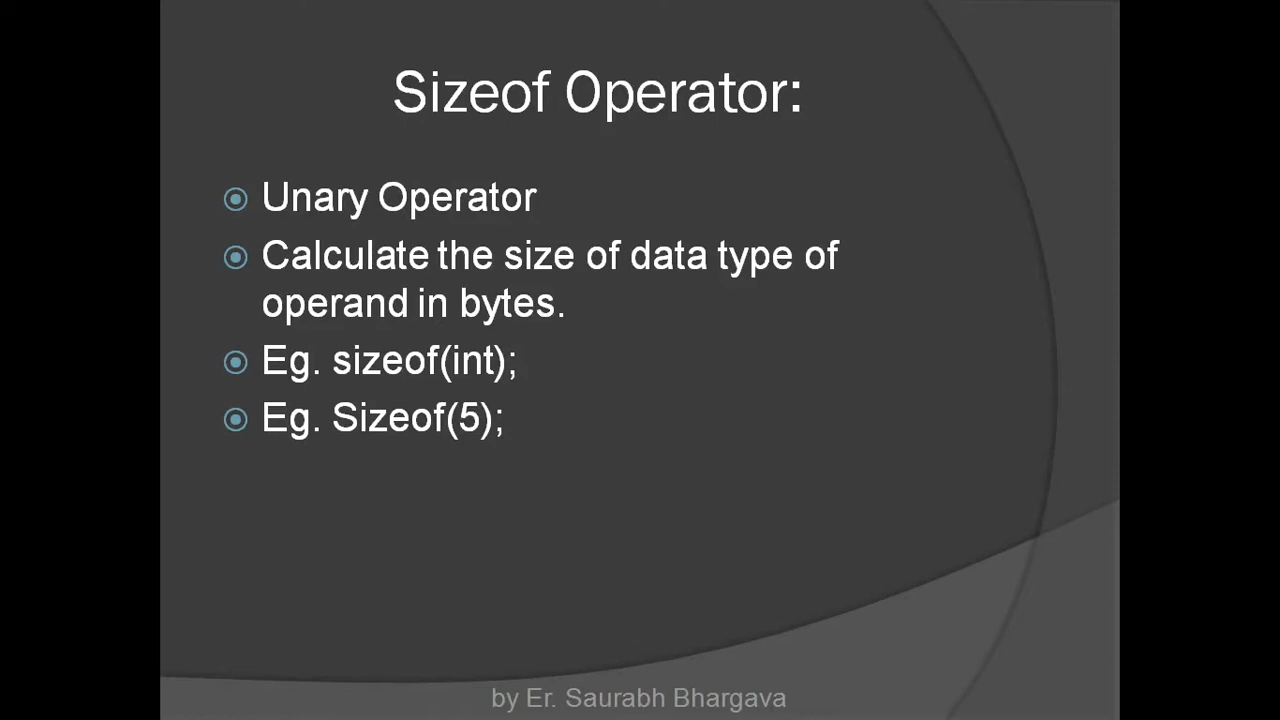 Sizeof Operator:
Unary Operator
Calculate the size of data type of
operand in bytes.
Eg. sizeof(int);
Eg. Sizeof(5);
by Er. Saurabh Bhargava